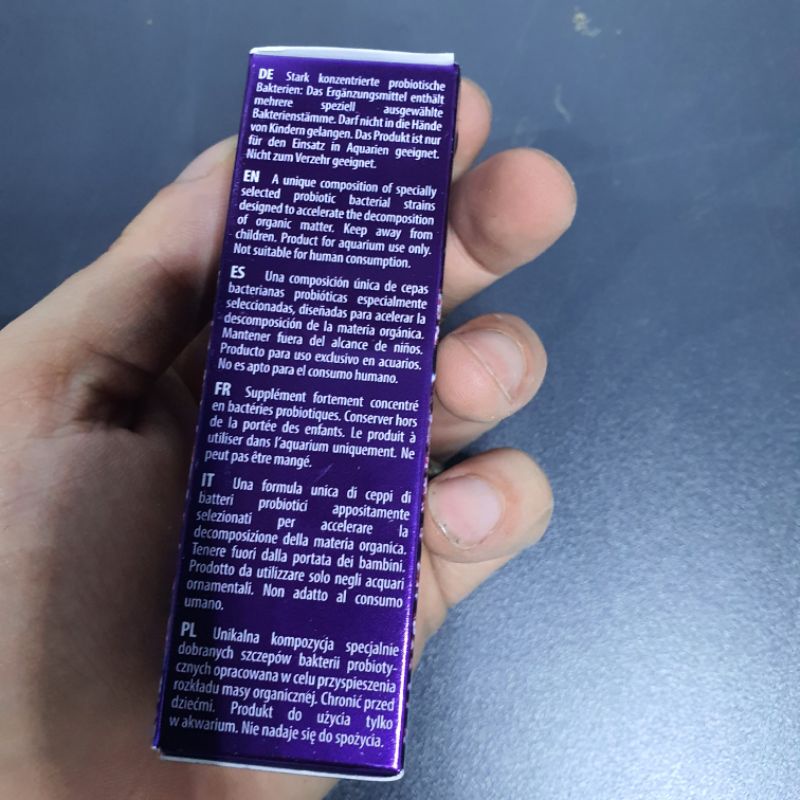 DE Stark konzentrierte probiotische
Bakterien: Das Ergänzungsmittel enthält
mehrere speziell ausgewählte
Bakterienstämme. Darf nicht in die Hände
von Kindern gelangen. Das Produkt ist nur
für den Einsatz in Aquarien geeignet.
Nicht zum Verzehr geeignet.
EN A unique composition of specially
selected probiotic bacterial strains
designed to accelerate the decomposition
of organic matter. Keep away from
children. Product for aquarium use only.
Not suitable for human consumption.
ES Una composición única de cepas
bacterianas probióticas especialmente
seleccionadas, diseñadas para acelerar la
descomposición de la materia orgánica.
Mantener fuera del alcance de niños.
Producto para uso exclusivo en acuarios.
No es apto para el consumo humano.
FR Supplément fortement concentré
en bactéries probiotiques. Conserver hors
de la portée des enfants. Le produit à
utiliser dans l'aquarium uniquement. Ne
peut pas être mangé.
IT Una formula unica di ceppi di
batteri probiotici appositamente
selezionati per accelerare la
decomposizione della materia organica.
Tenere fuori dalla portata dei bambini.
Prodotto da utilizzare solo negli acquari
ornamentali. Non adatto al consumo
umano.
PL Unikalna kompozycja specjalnie
dobranych szczepów bakterii probioty-
cznych opracowana w celu przyspieszenia
rozkładu masy organicznej. Chronić przed
dziećmi. Produkt do użycia tylko
w akwarium. Nie nadaje się do spożycia.